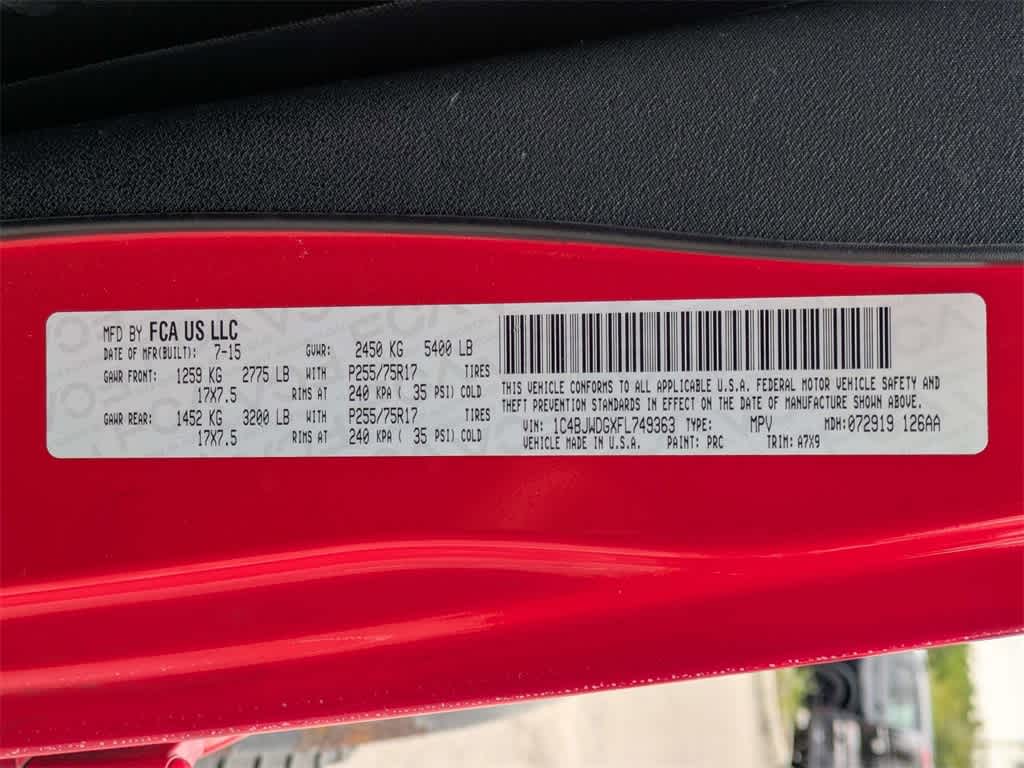 MFD BY FCA US LLC
DATE OF MFR(BUILT): 7-15 GVWR: 2450 KG 5400 LB
GAWR FRONT: 1259 KG 2775 LB WITH P255/75R17 TIRES
17X7.5 RIMS AT 240 KPA ( 35 PSI) COLD
GAWR REAR: 1452 KG 3200 LB WITH P255/75R17 TIRES
17X7.5 RIMS AT 240 KPA ( 35 PSI) COLD
THIS VEHICLE CONFORMS TO ALL APPLICABLE U.S.A. FEDERAL MOTOR VEHICLE SAFETY AND
THEFT PREVENTION STANDARDS IN EFFECT ON THE DATE OF MANUFACTURE SHOWN ABOVE.
VIN: 1C4BJWDGXFL749363 TYPE: MPV MDH: 072919 126AA
VEHICLE MADE IN U.S.A. PAINT: PRC TRIM: A7X9